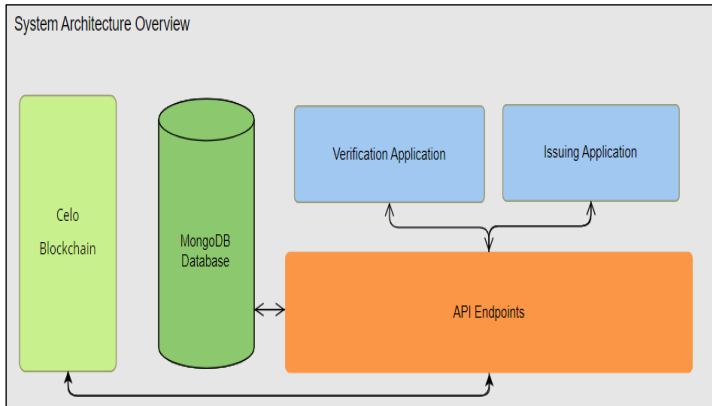 System Architecture Overview
Celo
Blockchain
MongoDB
Database
Verification Application
Issuing Application
API Endpoints